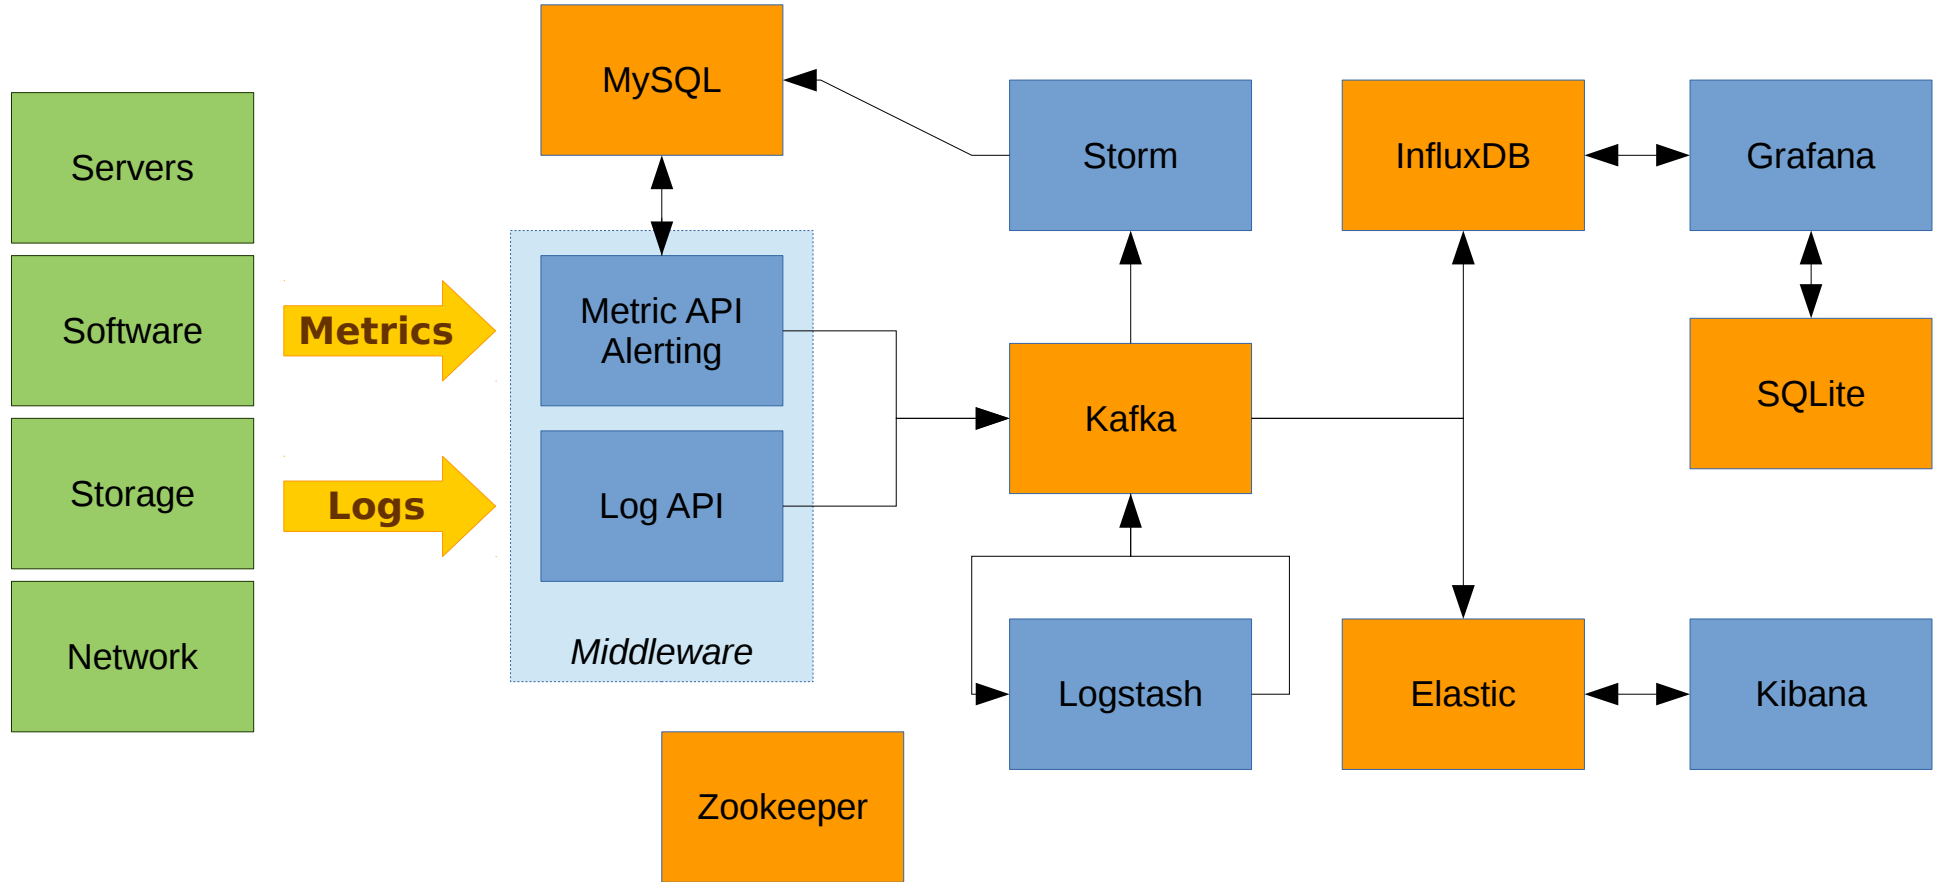 MySQL
Servers
Storm
InfluxDB
Grafana
Software
Metrics
Metric API
Alerting
SQLite
Kafka
Storage
Logs
Log API
Middleware
Network
Logstash
Elastic
Kibana
Zookeeper